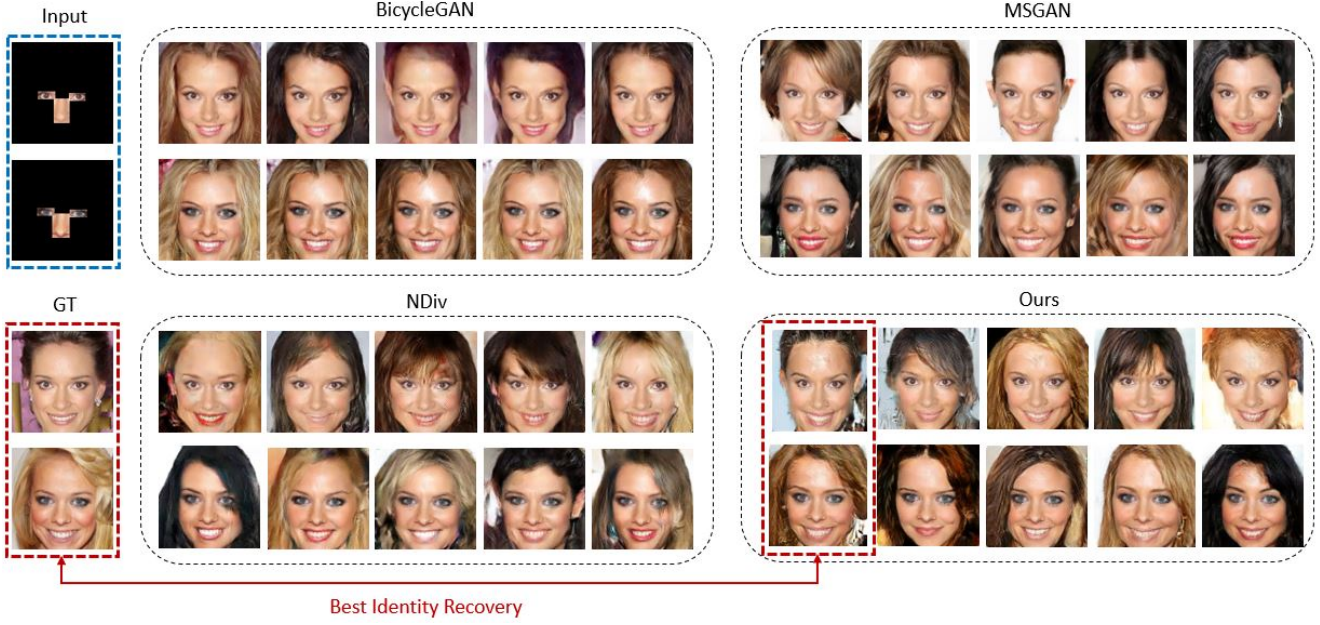 Input
BicycleGAN
MSGAN
GT
NDiv
Ours
Best Identity Recovery